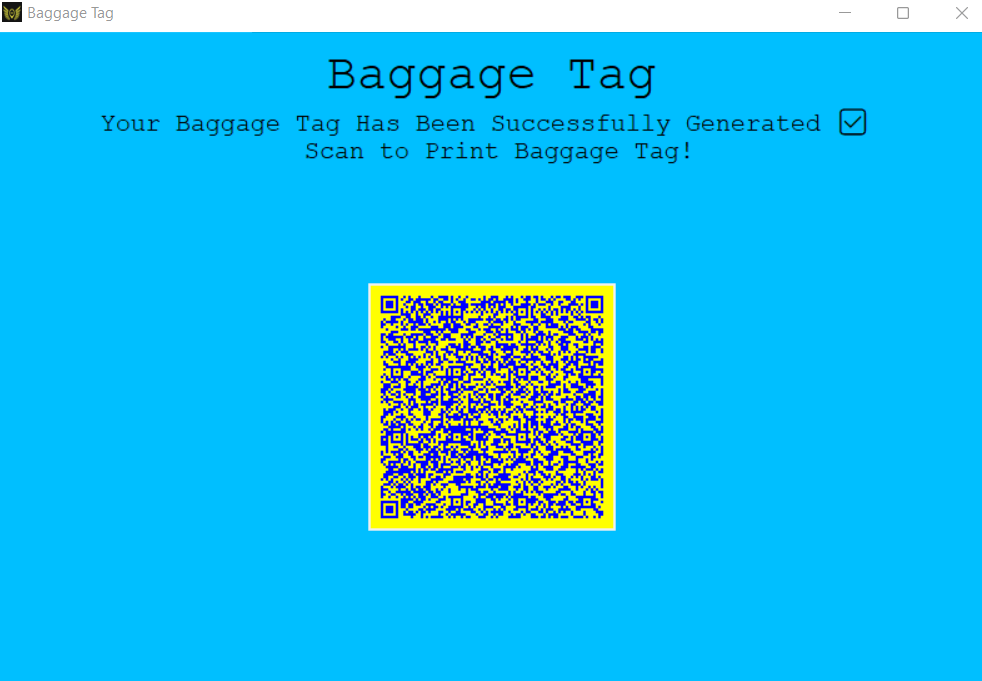 Baggage Tag
Baggage Tag
Your Baggage Tag Has Been Successfully Generated ☑
Scan to Print Baggage Tag!